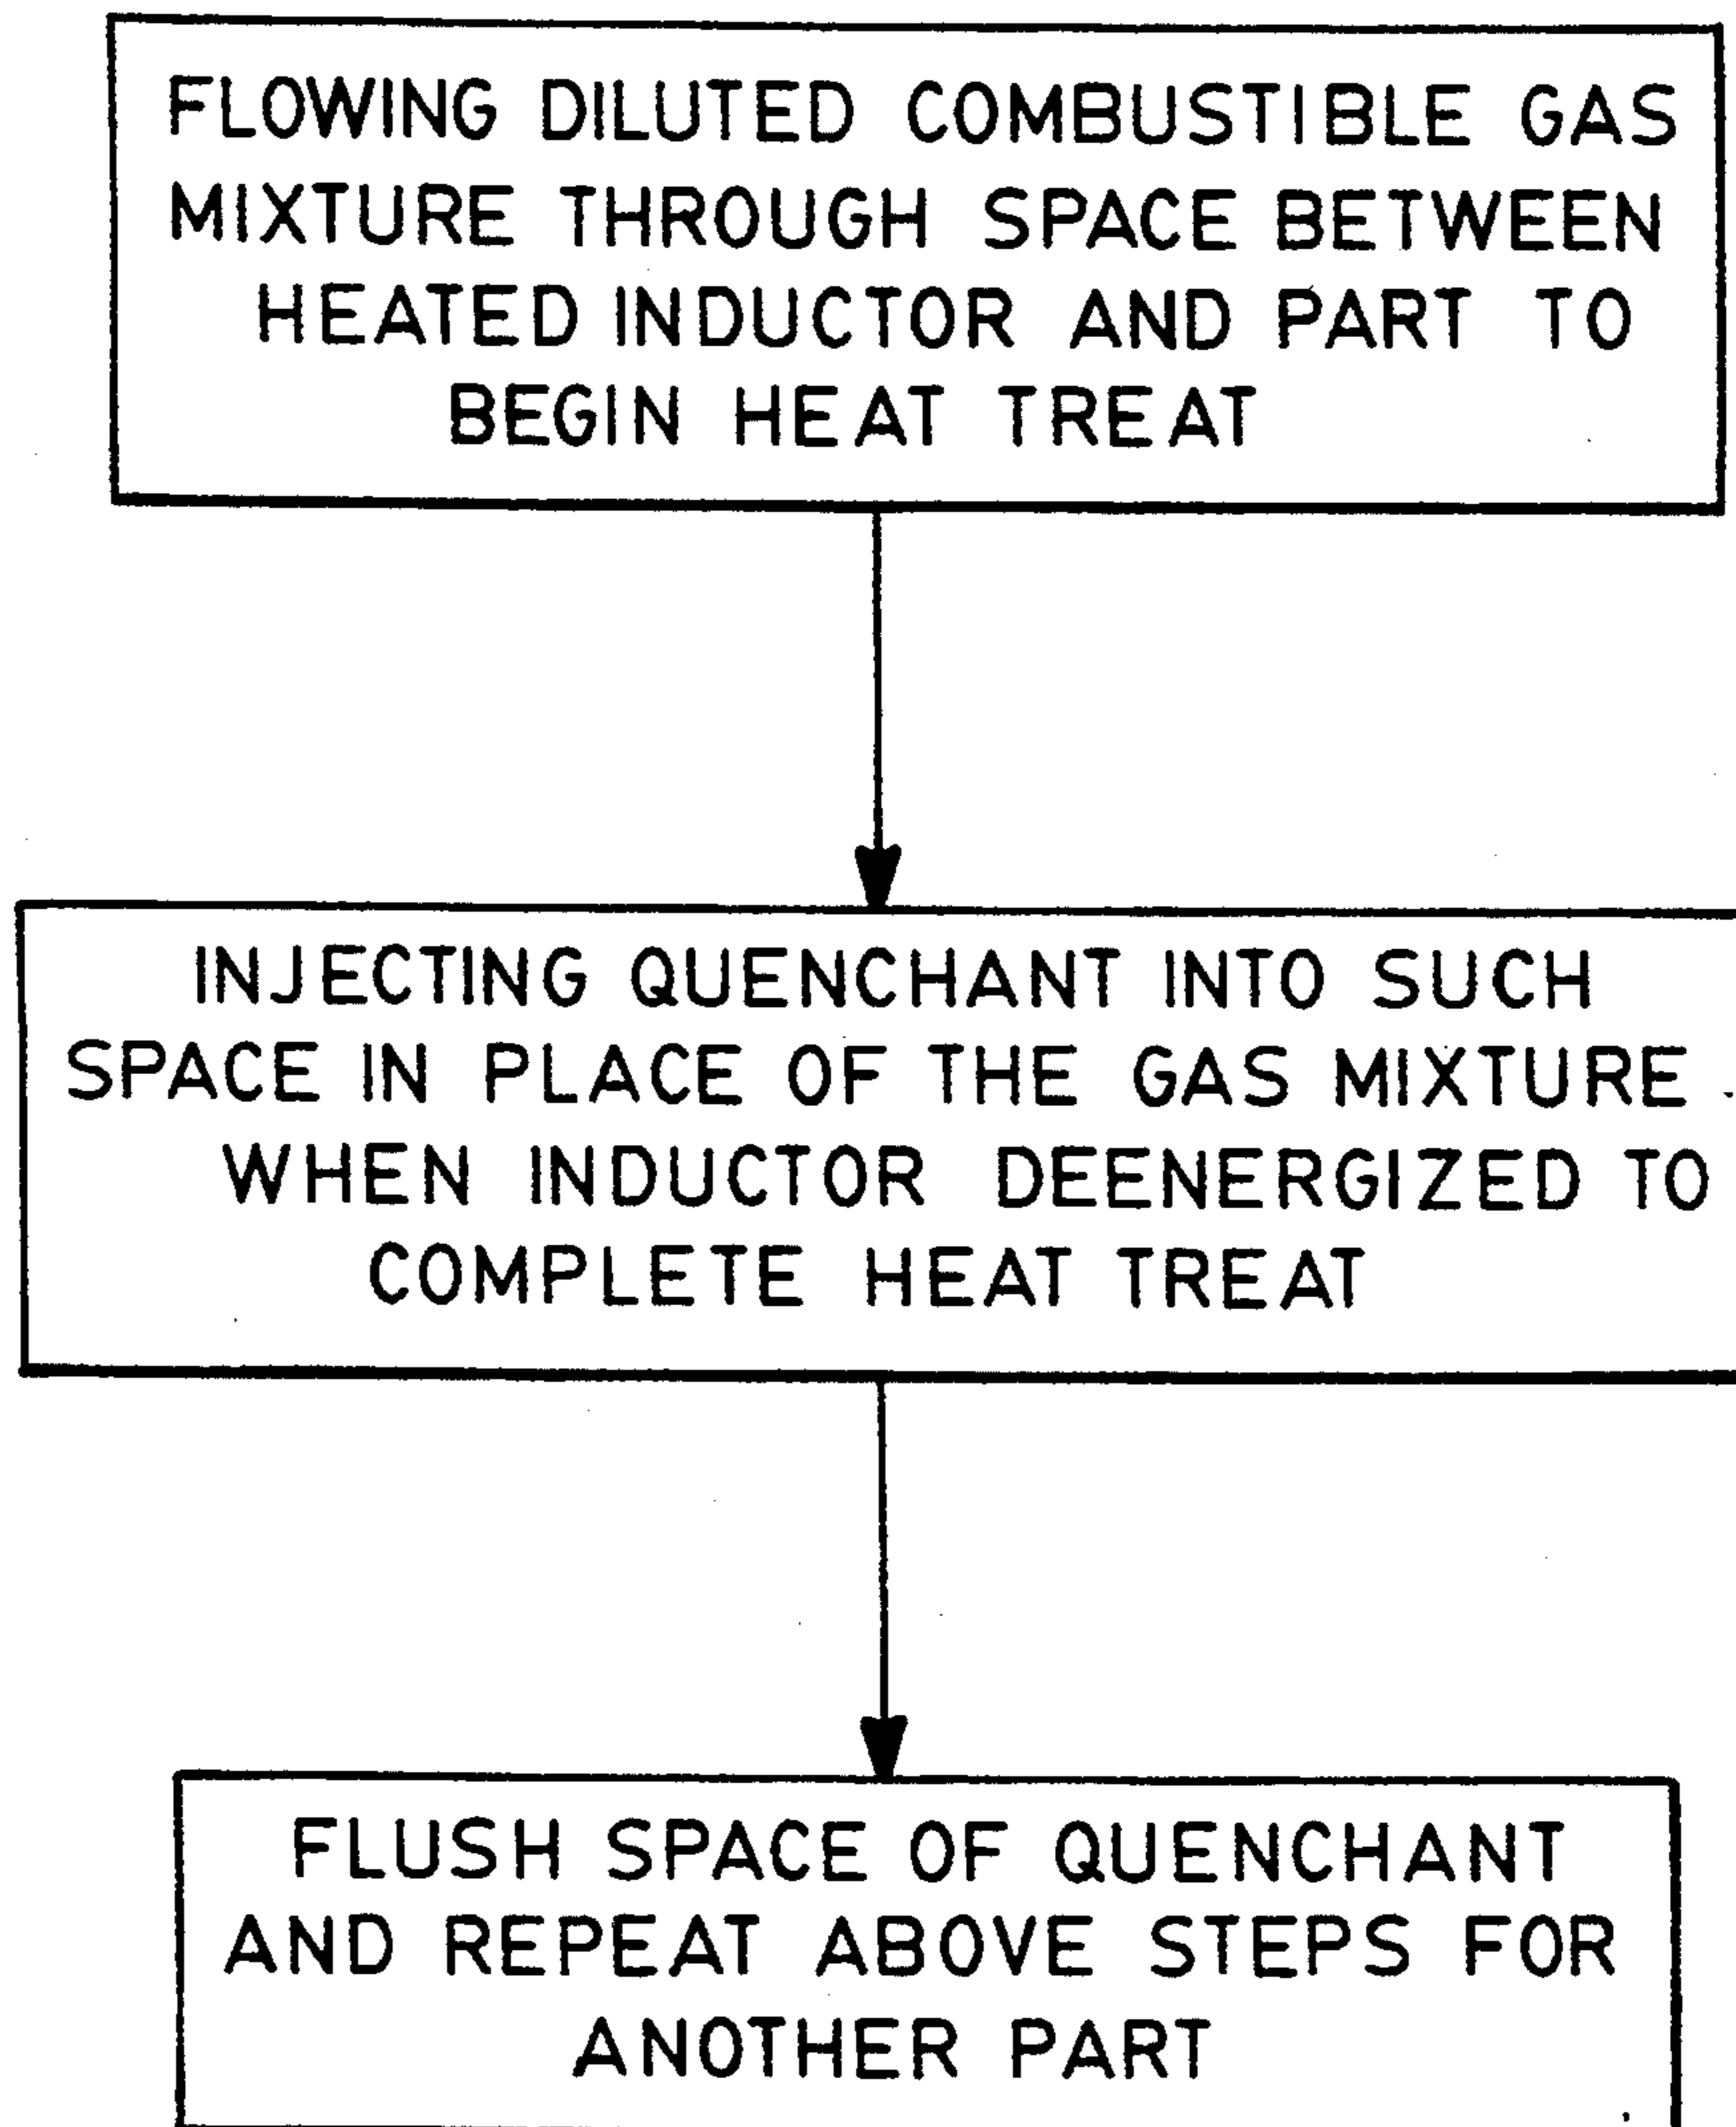 FLOWING DILUTED COMBUSTIBLE GAS
MIXTURE THROUGH SPACE BETWEEN
HEATED INDUCTOR AND PART TO
BEGIN HEAT TREAT
INJECTING QUENCHANT INTO SUCH
SPACE IN PLACE OF THE GAS MIXTURE
WHEN INDUCTOR DEENERGIZED TO
COMPLETE HEAT TREAT
FLUSH SPACE OF QUENCHANT
AND REPEAT ABOVE STEPS FOR
ANOTHER PART